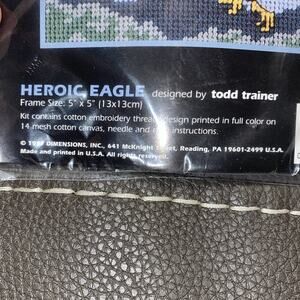 HEROIC EAGLE designed by todd trainer
Frame Size: 5" x 5" (13x13cm)
Kit contains cotton embroidery thread, design printed in full color on
14 mesh cotton canvas, needle and instructions.
© DIMENSIONS, INC., 641 McKnight Street, Reading, PA 19601-2499 U.S.A.
Made and printed in U.S.A. All rights reserved.